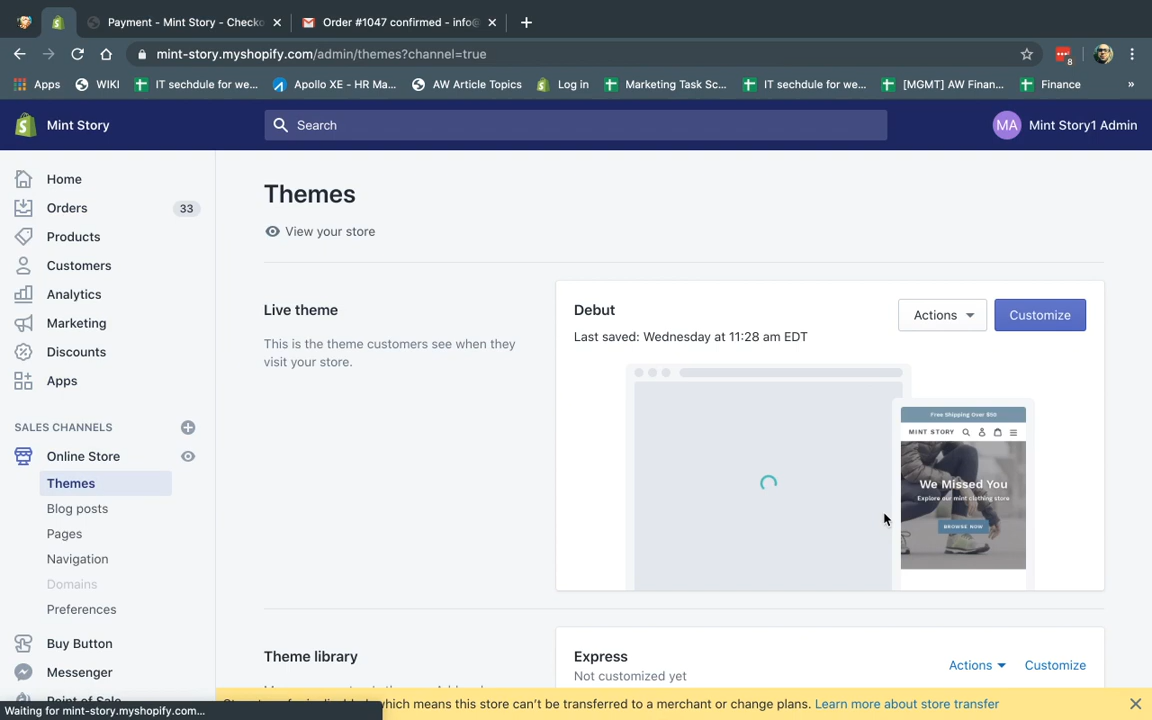 Payment - Mint Story - Checko
Order #1047 confirmed - info@
mint-story.myshopify.com/admin/themes?channel=true
8
Apps
WIKI
IT sechdule for we...
Apollo XE - HR Ma...
AW Article Topics
Log in
Marketing Task Sc...
IT sechdule for we...
[MGMT] AW Finan...
Finance
»
Mint Story
Search
MA
Mint Story1 Admin
Home
Orders
33
Products
Customers
Analytics
Marketing
Discounts
Apps
SALES CHANNELS
Online Store
Themes
Blog posts
Pages
Navigation
Domains
Preferences
Buy Button
Messenger
Themes
View your store
Live theme
This is the theme customers see when they
visit your store.
Debut
Last saved: Wednesday at 11:28 am EDT
Actions
Customize
Free Shipping Over $50
MINT STORY
We Missed You
Explore our mint clothing store
BROWSE NOW
Theme library
Express
Not customized yet
Actions
Customize
which means this store can't be transferred to a merchant or change plans. Learn more about store transfer
Waiting for mint-story.myshopify.com...